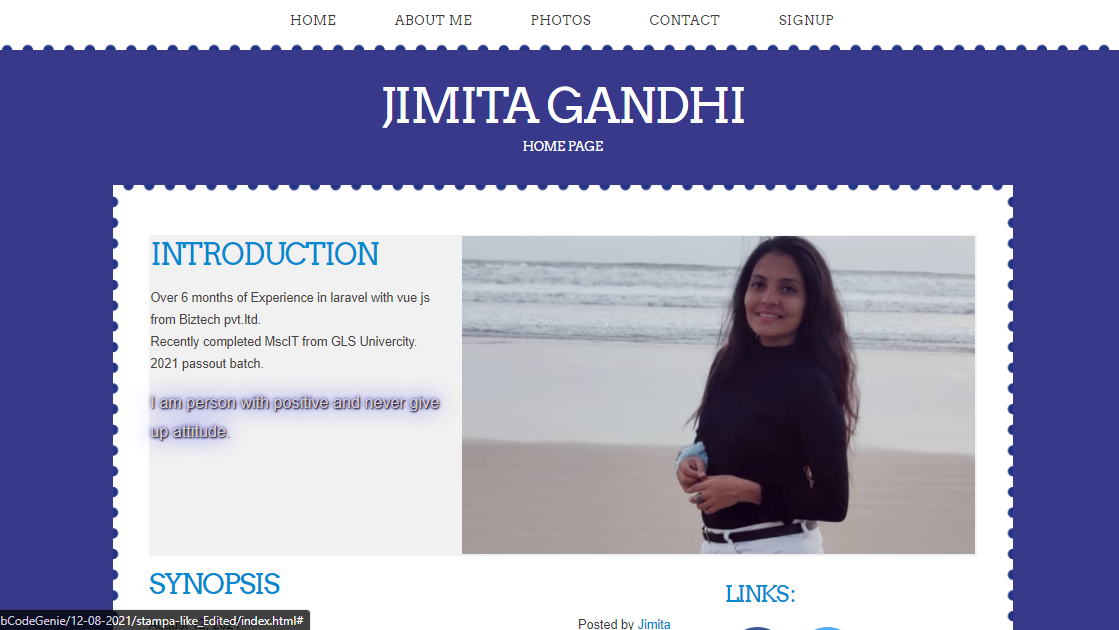 HOME ABOUT ME PHOTOS CONTACT SIGNUP
JIMITA GANDHI
HOME PAGE
INTRODUCTION
Over 6 months of Experience in laravel with vue js
from Biztech pvt.ltd.
Recently completed MscIT from GLS Univercity.
2021 passout batch.
I am person with positive and never give
up attitude.
SYNOPSIS
LINKS:
Posted by Jimita
bCodeGenie/12-08-2021/stampa-like_Edited/index.html#